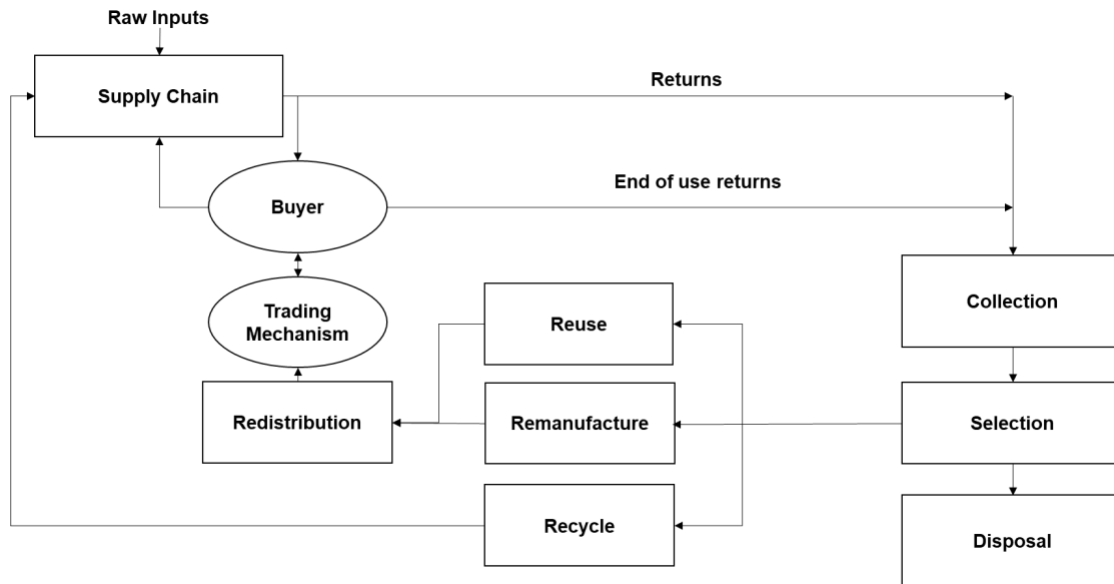 Raw Inputs
Supply Chain
Returns
End of use returns
Buyer
Trading
Mechanism
Reuse
Collection
Redistribution
Remanufacture
Selection
Recycle
Disposal